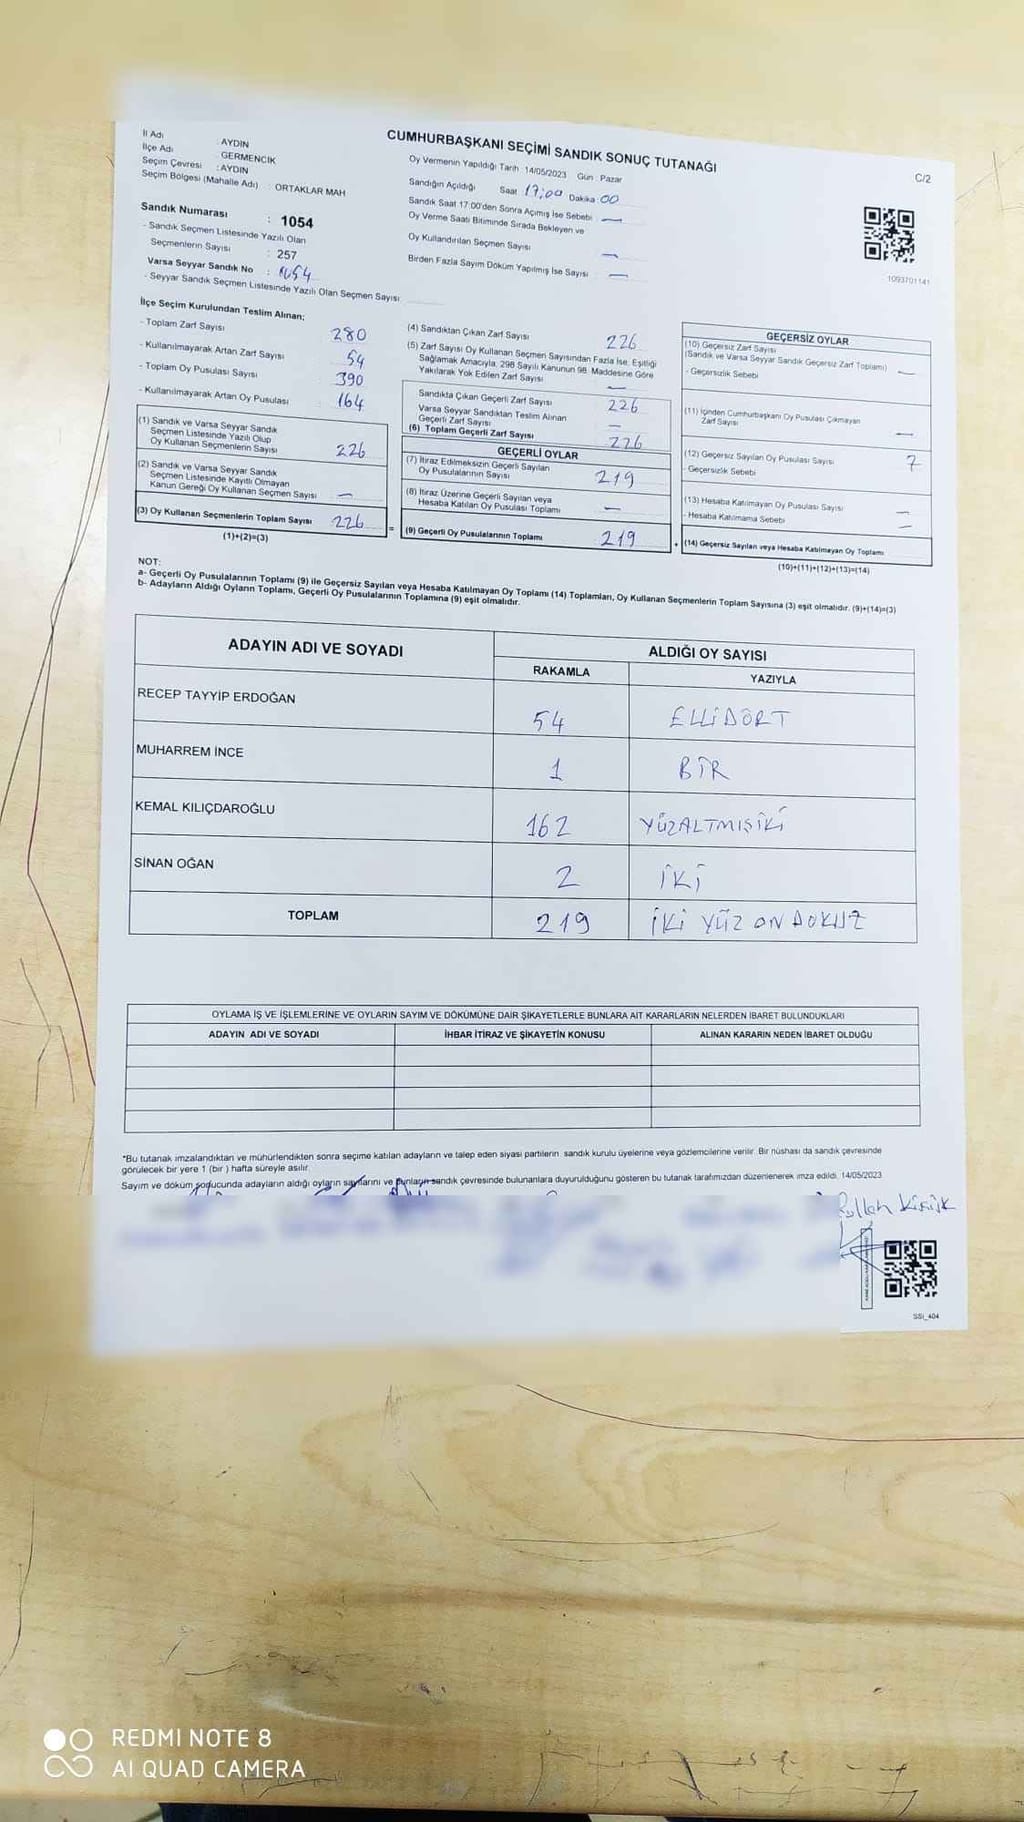 İl Adı : AYDIN
İlçe Adı : GERMENCİK
Seçim Çevresi : AYDIN
Seçim Bölgesi (Mahalle Adı) : ORTAKLAR MAH
Sandık Numarası : 1054
- Sandık Seçmen Listesinde Yazılı Olan
Seçmenlerin Sayısı : 257
Varsa Seyyar Sandık No : 1054
- Seyyar Sandık Seçmen Listesinde Yazılı Olan Seçmen Sayısı:
CUMHURBAŞKANI SEÇİMİ SANDIK SONUÇ TUTANAĞI
C/2
Oy Vermenin Yapıldığı Tarih 14/05/2023 Gün : Pazar
Sandığın Açıldığı Saat 17:00 Dakika: 00
Sandık Saat 17:00'den Sonra Açımış İse Sebebi : —
Oy Verme Saati Bitiminde Sırada Bekleyen ve
Oy Kullandırılan Seçmen Sayısı —
Birden Fazla Sayım Döküm Yapılmış İse Sayısı : —
1093701141
İlçe Seçim Kurulundan Teslim Alınan;
- Toplam Zarf Sayısı 280
- Kullanılmayarak Artan Zarf Sayısı 54
- Toplam Oy Pusulası Sayısı 390
- Kullanılmayarak Artan Oy Pusulası 164
(1) Sandık ve Varsa Seyyar Sandık
Seçmen Listesinde Yazılı Olup
Oy Kullanan Seçmenlerin Sayısı 226
(2) Sandık ve Varsa Seyyar Sandık
Seçmen Listesinde Kayıtlı Olmayan
Kanun Gereği Oy Kullanan Seçmen Sayısı —
(3) Oy Kullanan Seçmenlerin Toplam Sayısı 226 =
(1)+(2)=(3)
(4) Sandıktan Çıkan Zarf Sayısı 226
(5) Zarf Sayısı Oy Kullanan Seçmen Sayısından Fazla İse, Eşitliği
Sağlamak Amacıyla, 298 Sayılı Kanunun 98. Maddesine Göre
Yakılarak Yok Edilen Zarf Sayısı —
Sandıkta Çıkan Geçerli Zarf Sayısı 226
Varsa Seyyar Sandıktan Teslim Alınan
Geçerli Zarf Sayısı —
(6) Toplam Geçerli Zarf Sayısı 226
GEÇERLİ OYLAR
(7) İtiraz Edilmeksizin Geçerli Sayılan
Oy Pusulalarının Sayısı 219
(8) İtiraz Üzerine Geçerli Sayılan veya
Hesaba Katılan Oy Pusulası Toplamı —
(9) Geçerli Oy Pusulalarının Toplamı 219 +
GEÇERSİZ OYLAR
(10) Geçersiz Zarf Sayısı
(Sandık ve Varsa Seyyar Sandık Geçersiz Zarf Toplamı) —
- Geçersizlik Sebebi
(11) İçinden Cumhurbaşkanı Oy Pusulası Çıkmayan
Zarf Sayısı —
(12) Geçersiz Sayılan Oy Pusulası Sayısı 7
- Geçersizlik Sebebi
(13) Hesaba Katılmayan Oy Pusulası Sayısı —
- Hesaba Katılmama Sebebi —
(14) Geçersiz Sayılan veya Hesaba Katılmayan Oy Toplamı
(10)+(11)+(12)+(13)=(14)
NOT:
a- Geçerli Oy Pusulalarının Toplamı (9) ile Geçersiz Sayılan veya Hesaba Katılmayan Oy Toplamı (14) Toplamları, Oy Kullanan Seçmenlerin Toplam Sayısına (3) eşit olmalıdır. (9)+(14)=(3)
b- Adayların Aldığı Oyların Toplamı, Geçerli Oy Pusulalarının Toplamına (9) eşit olmalıdır.
ADAYIN ADI VE SOYADI ALDIĞI OY SAYISI
RAKAMLA YAZIYLA
RECEP TAYYİP ERDOĞAN 54 ELLİDÖRT
MUHARREM İNCE 1 BİR
KEMAL KILIÇDAROĞLU 162 YÜZALTMIŞİKİ
SİNAN OĞAN 2 İKİ
TOPLAM 219 İKİ YÜZ ON DOKUZ
OYLAMA İŞ VE İŞLEMLERİNE VE OYLARIN SAYIM VE DÖKÜMÜNE DAİR ŞİKAYETLERLE BUNLARA AİT KARARLARIN NELERDEN İBARET BULUNDUKLARI
ADAYIN ADI VE SOYADI İHBAR İTİRAZ VE ŞİKAYETİN KONUSU ALINAN KARARIN NEDEN İBARET OLDUĞU
*Bu tutanak imzalandıktan ve mühürlendikten sonra seçime katılan adayların ve talep eden siyasi partilerin sandık kurulu üyelerine veya gözlemcilerine verilir. Bir nüshası da sandık çevresinde
görülecek bir yere 1 (bir ) hafta süreyle asılır.
Sayım ve döküm sonucunda adayların aldığı oyların sayılarını ve bunların sandık çevresinde bulunanlara duyurulduğunu gösteren bu tutanak tarafımızdan düzenlenerek imza edildi. 14/05/2023
SSI_404
REDMI NOTE 8
AI QUAD CAMERA